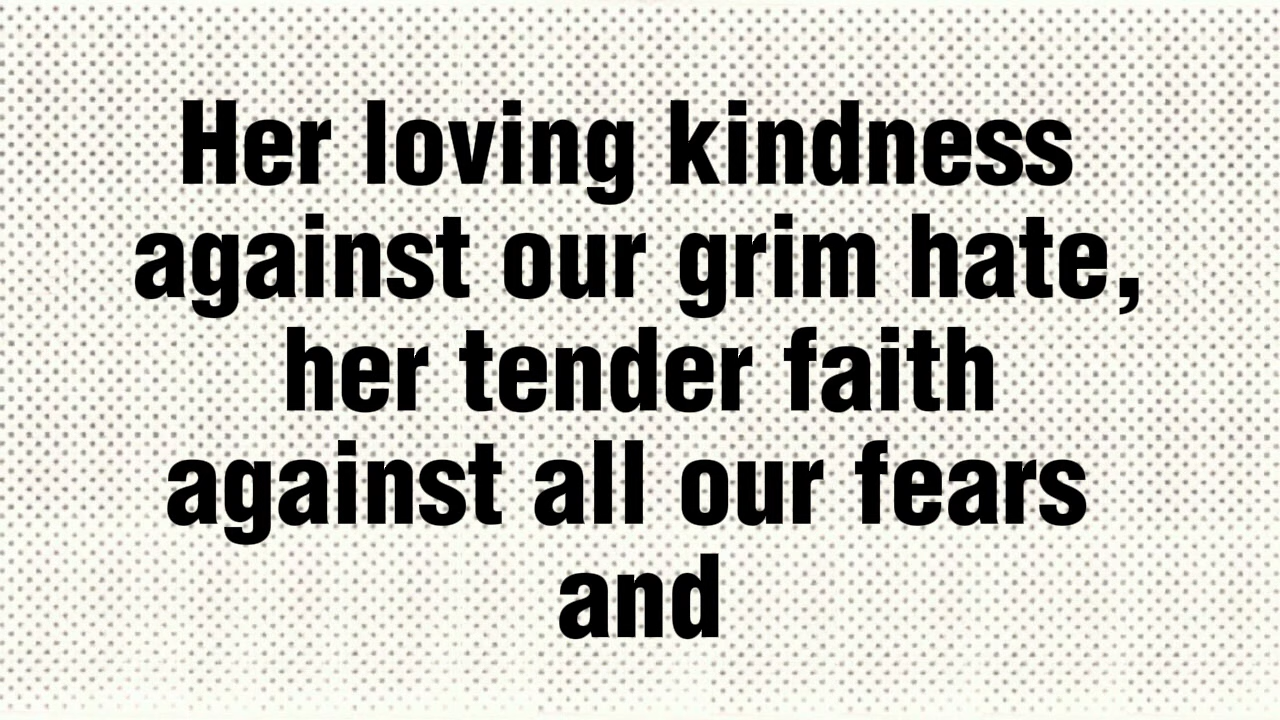 Her loving kindness
against our grim hate,
her tender faith
against all our fears
and